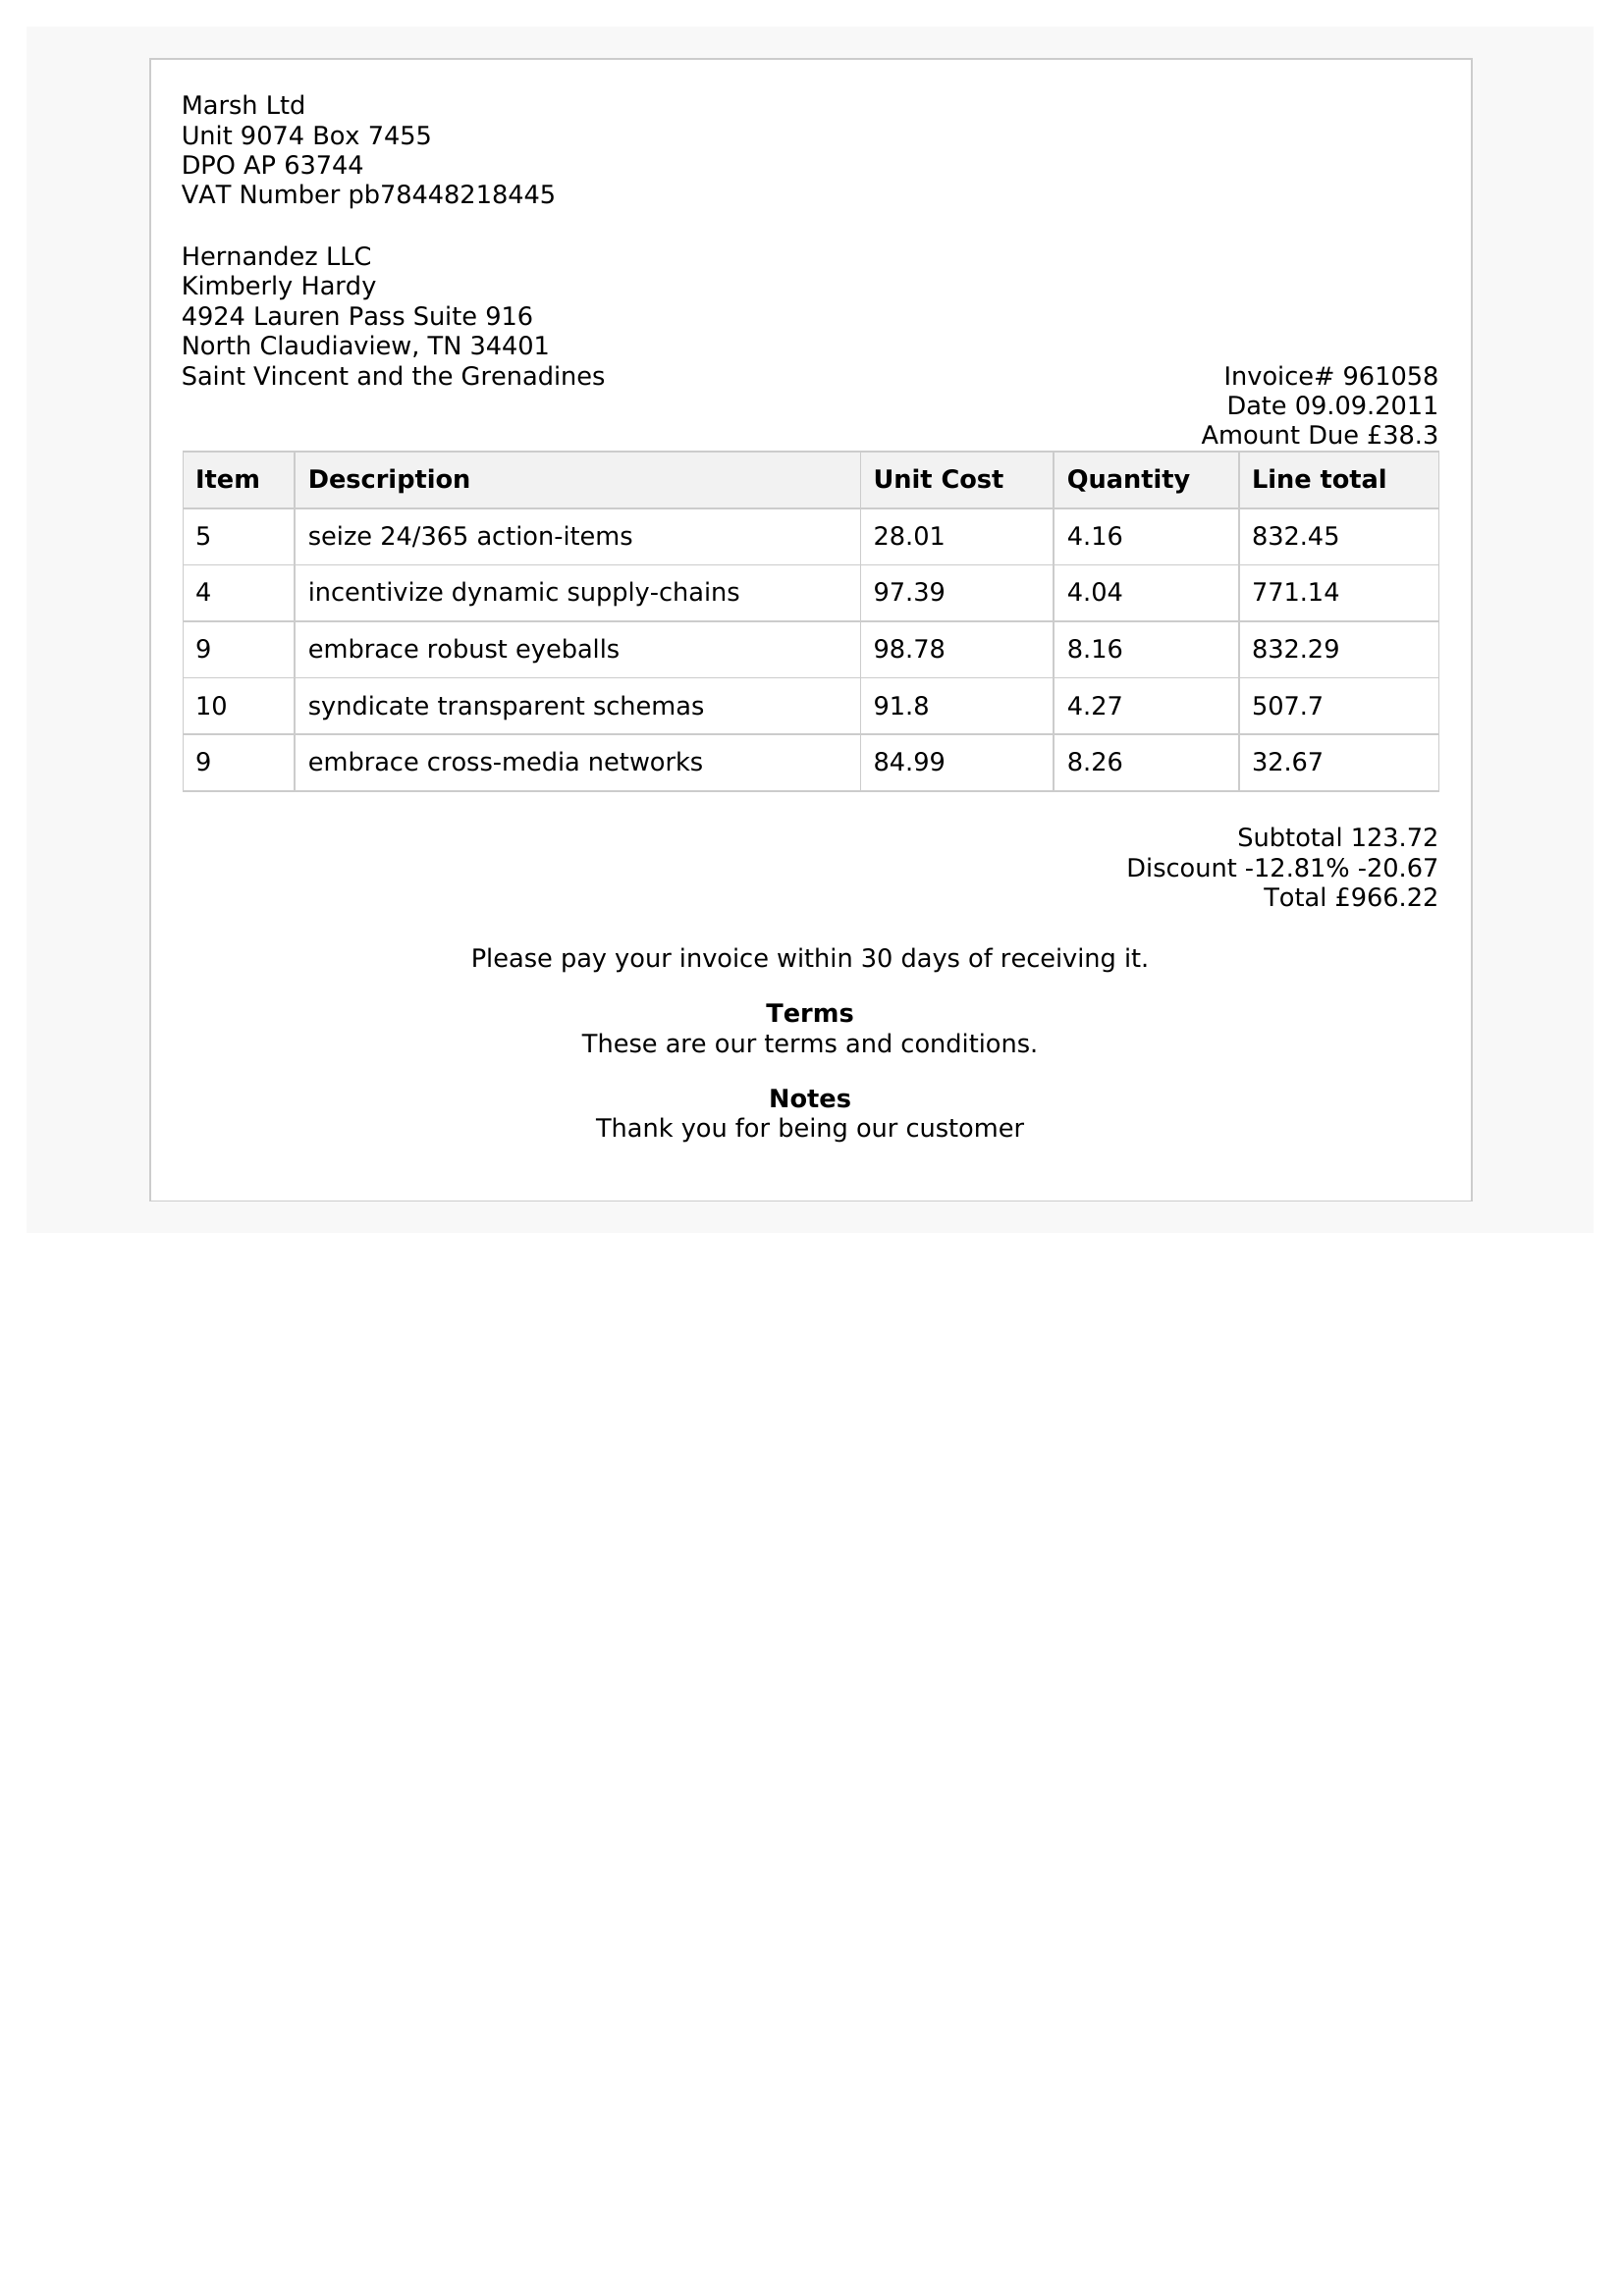 Marsh Ltd
Unit 9074 Box 7455
DPO AP 63744
VAT Number pb78448218445
Hernandez LLC
Kimberly Hardy
4924 Lauren Pass Suite 916
North Claudiaview, TN 34401
Saint Vincent and the Grenadines
Invoice# 961058
Date 09.09.2011
Amount Due £38.3
Item Description Unit Cost Quantity Line total
5 seize 24/365 action-items 28.01 4.16 832.45
4 incentivize dynamic supply-chains 97.39 4.04 771.14
9 embrace robust eyeballs 98.78 8.16 832.29
10 syndicate transparent schemas 91.8 4.27 507.7
9 embrace cross-media networks 84.99 8.26 32.67
Subtotal 123.72
Discount -12.81% -20.67
Total £966.22
Please pay your invoice within 30 days of receiving it.
Terms
These are our terms and conditions.
Notes
Thank you for being our customer